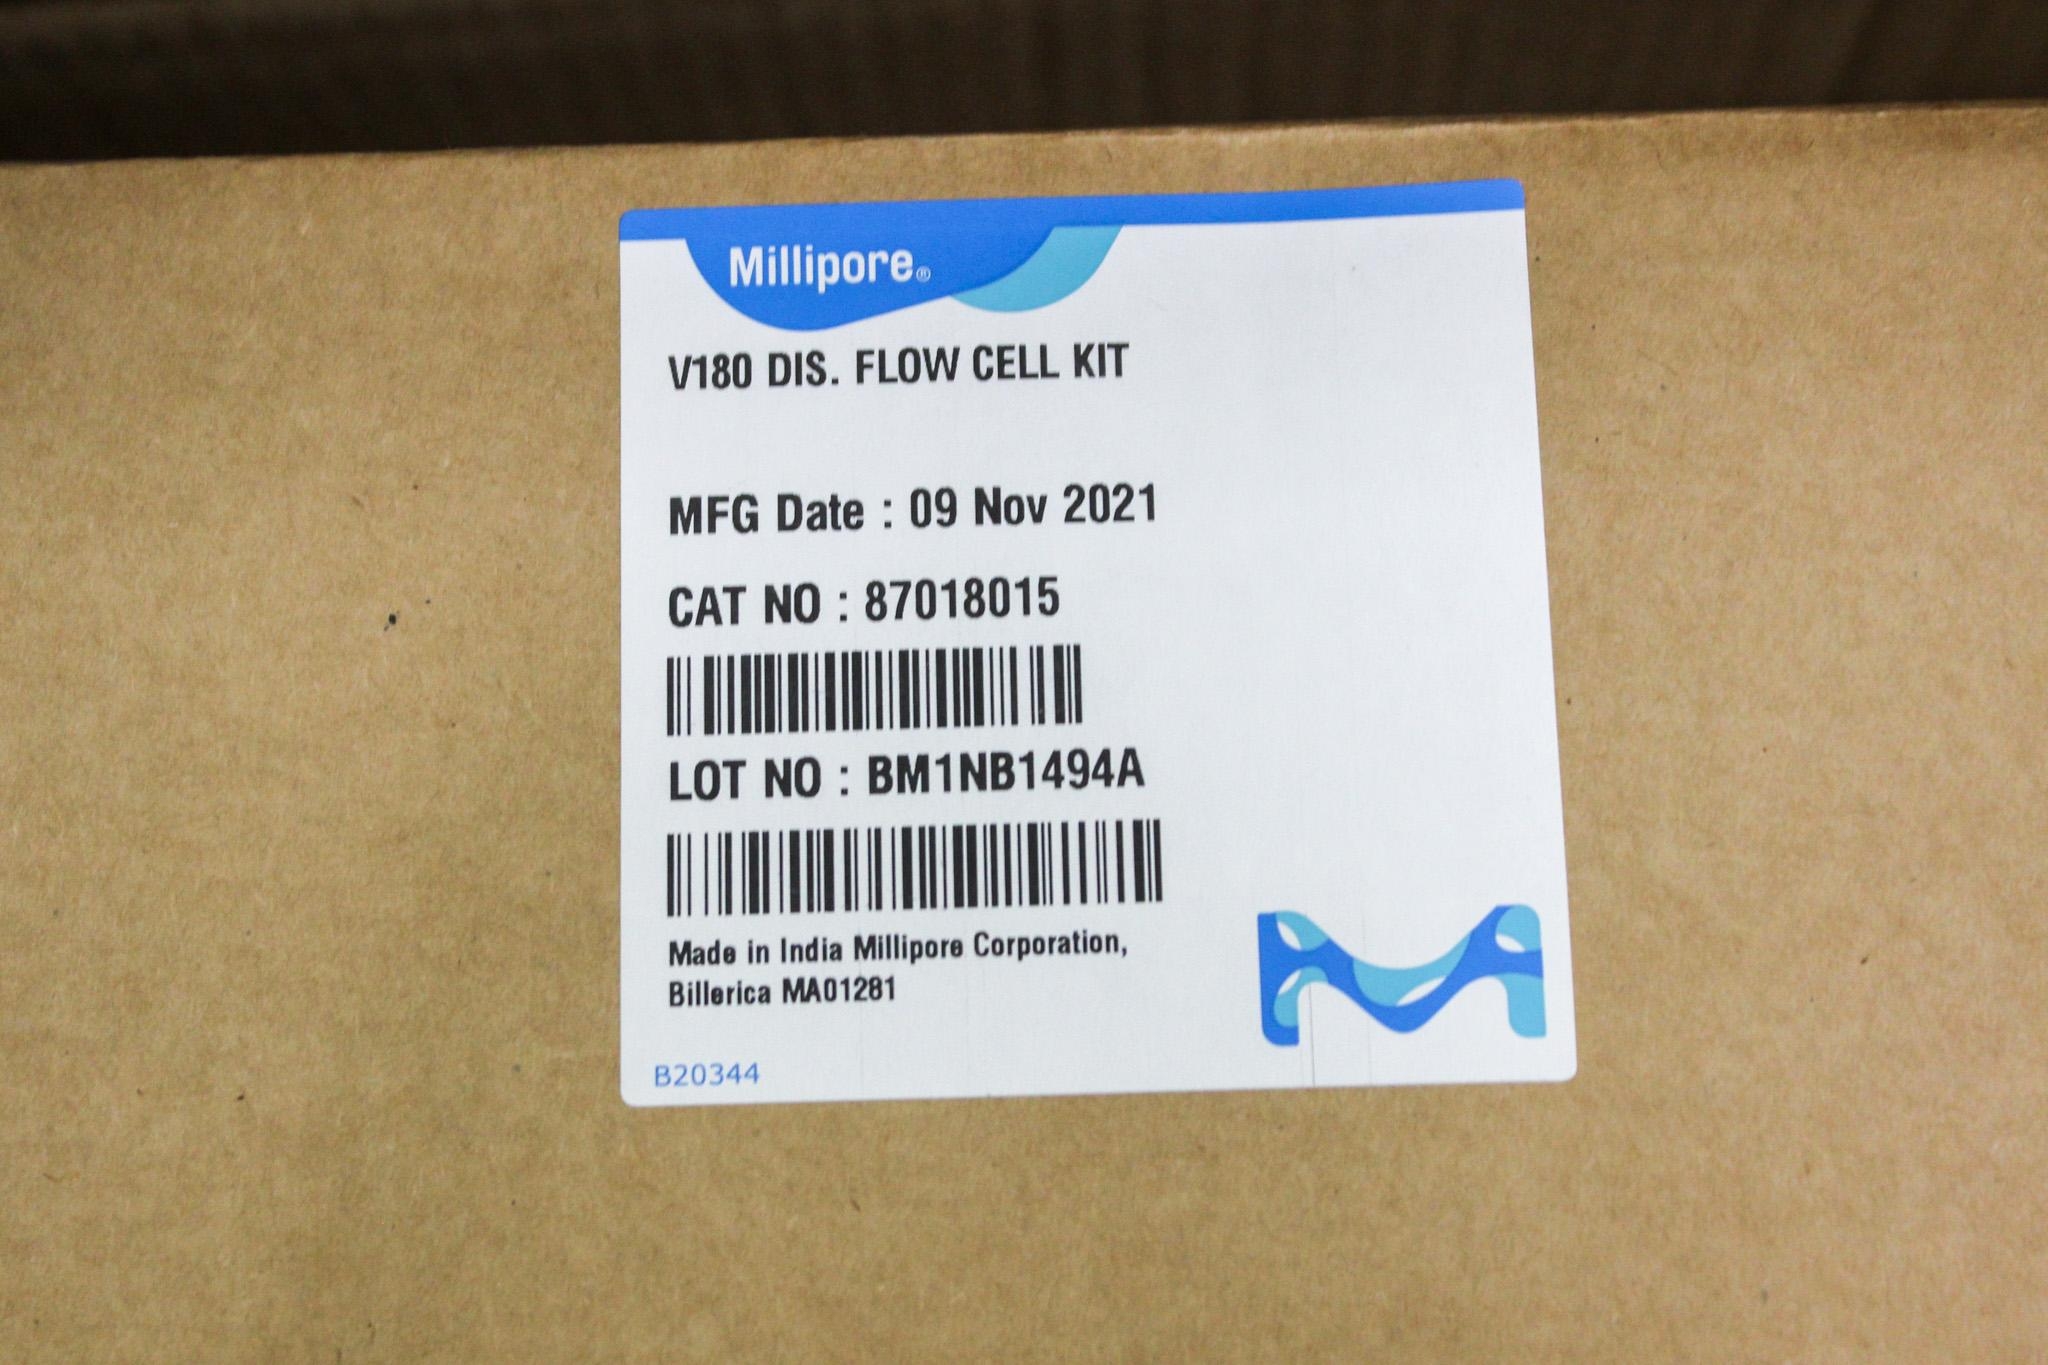 Millipore®
V180 DIS. FLOW CELL KIT
MFG Date : 09 Nov 2021
CAT NO : 87018015
LOT NO : BM1NB1494A
Made in India Millipore Corporation,
Billerica MA01281
B20344